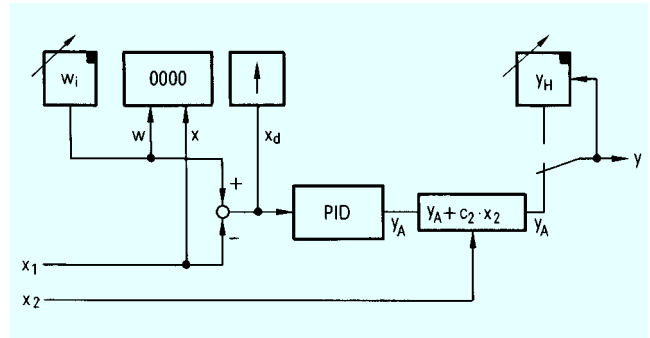 wi
0000
yH
w
x
xd
+
y
PID
yA + c2 · x2
yA
yA
−
x1
x2